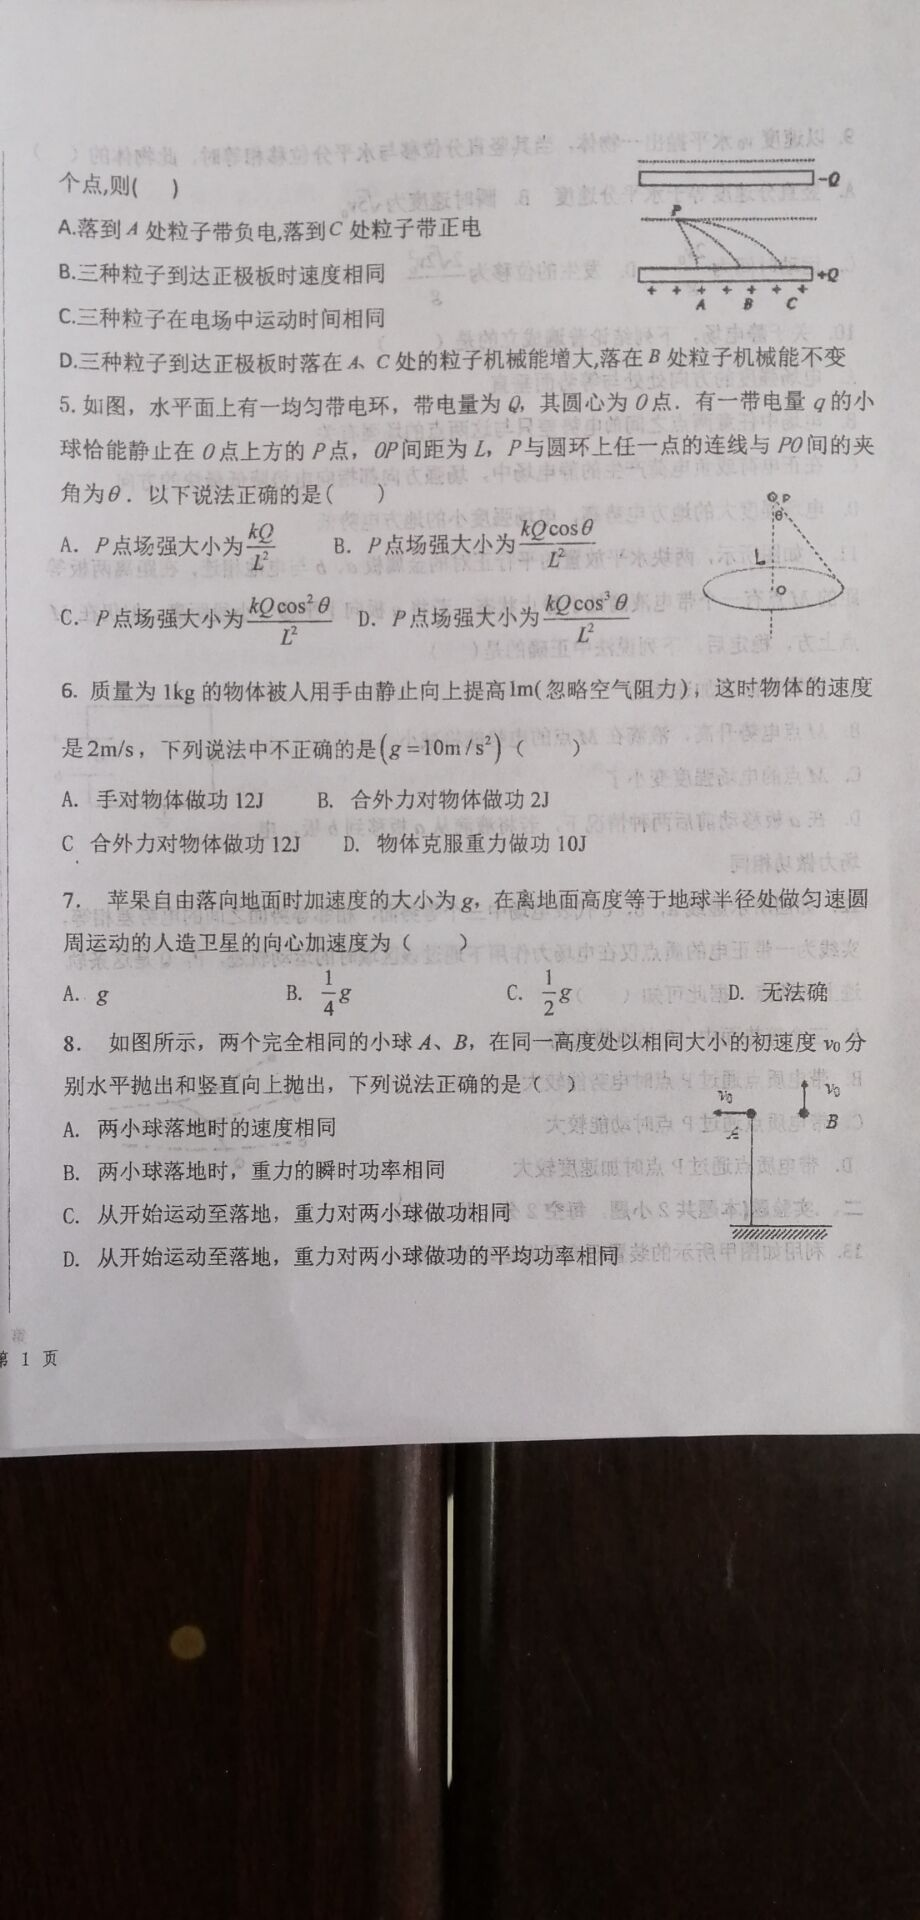 个点,则(    )
A.落到A处粒子带负电,落到C处粒子带正电
B.三种粒子到达正极板时速度相同
C.三种粒子在电场中运动时间相同
D.三种粒子到达正极板时落在A、C处的粒子机械能增大,落在B处粒子机械能不变
-Q
P
+Q
+ + + + + + +
A B C
5.如图，水平面上有一均匀带电环，带电量为Q，其圆心为O点．有一带电量q的小
球恰能静止在O点上方的P点，OP间距为L，P与圆环上任一点的连线与PO间的夹
角为θ．以下说法正确的是(    )
A．P点场强大小为kQ/L²    B．P点场强大小为kQcosθ/L²
C．P点场强大小为kQcos²θ/L²    D．P点场强大小为kQcos³θ/L²
P
θ
L
O
6. 质量为1kg的物体被人用手由静止向上提高1m(忽略空气阻力)，这时物体的速度
是2m/s，下列说法中不正确的是(g=10m/s²)（    ）
A. 手对物体做功12J    B. 合外力对物体做功2J
C 合外力对物体做功12J    D. 物体克服重力做功10J
7. 苹果自由落向地面时加速度的大小为g，在离地面高度等于地球半径处做匀速圆
周运动的人造卫星的向心加速度为（    ）
A. g    B. 1/4 g    C. 1/2 g    D. 无法确
8. 如图所示，两个完全相同的小球A、B，在同一高度处以相同大小的初速度v₀分
别水平抛出和竖直向上抛出，下列说法正确的是（    ）
A. 两小球落地时的速度相同
B. 两小球落地时，重力的瞬时功率相同
C. 从开始运动至落地，重力对两小球做功相同
D. 从开始运动至落地，重力对两小球做功的平均功率相同
v₀ v₀
A B
第 1 页